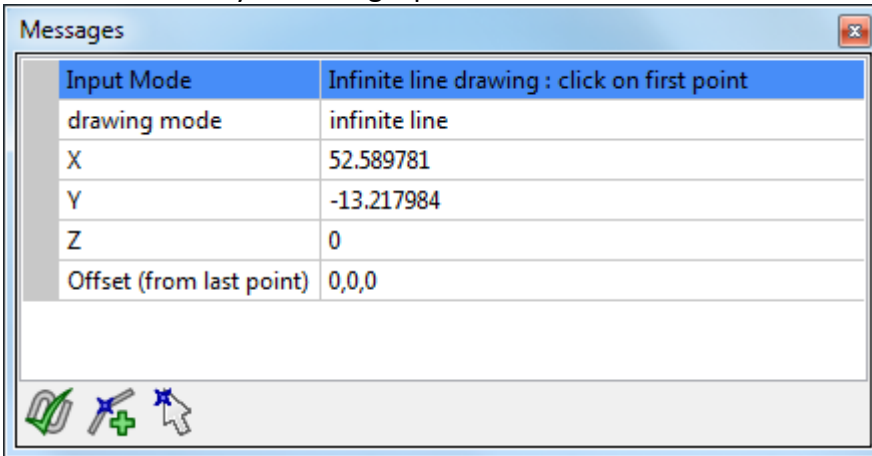 Messages
Input Mode Infinite line drawing : click on first point
drawing mode infinite line
X 52.589781
Y -13.217984
Z 0
Offset (from last point) 0,0,0